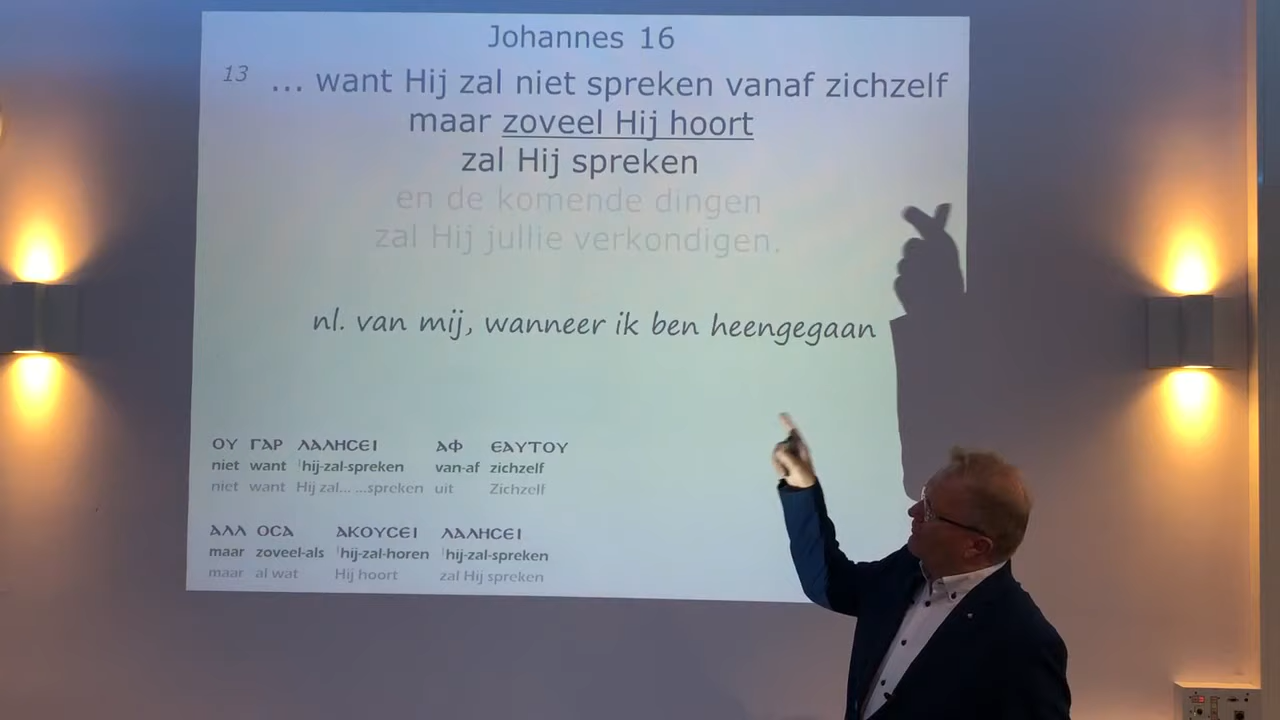 Johannes 16
13 ... want Hij zal niet spreken vanaf zichzelf
maar zoveel Hij hoort
zal Hij spreken
en de komende dingen
zal Hij jullie verkondigen.
nl. van mij, wanneer ik ben heengegaan
ΟΥ ΓΑΡ ΛΑΛΗϹЄΙ ΑΦ ЄΑΥΤΟΥ
niet want hij-zal-spreken van-af zichzelf
niet want Hij zal... ...spreken uit Zichzelf
ΑΛΛ ΟϹΑ ΑΚΟΥϹЄΙ ΛΑΛΗϹЄΙ
maar zoveel-als hij-zal-horen hij-zal-spreken
maar al wat Hij hoort zal Hij spreken